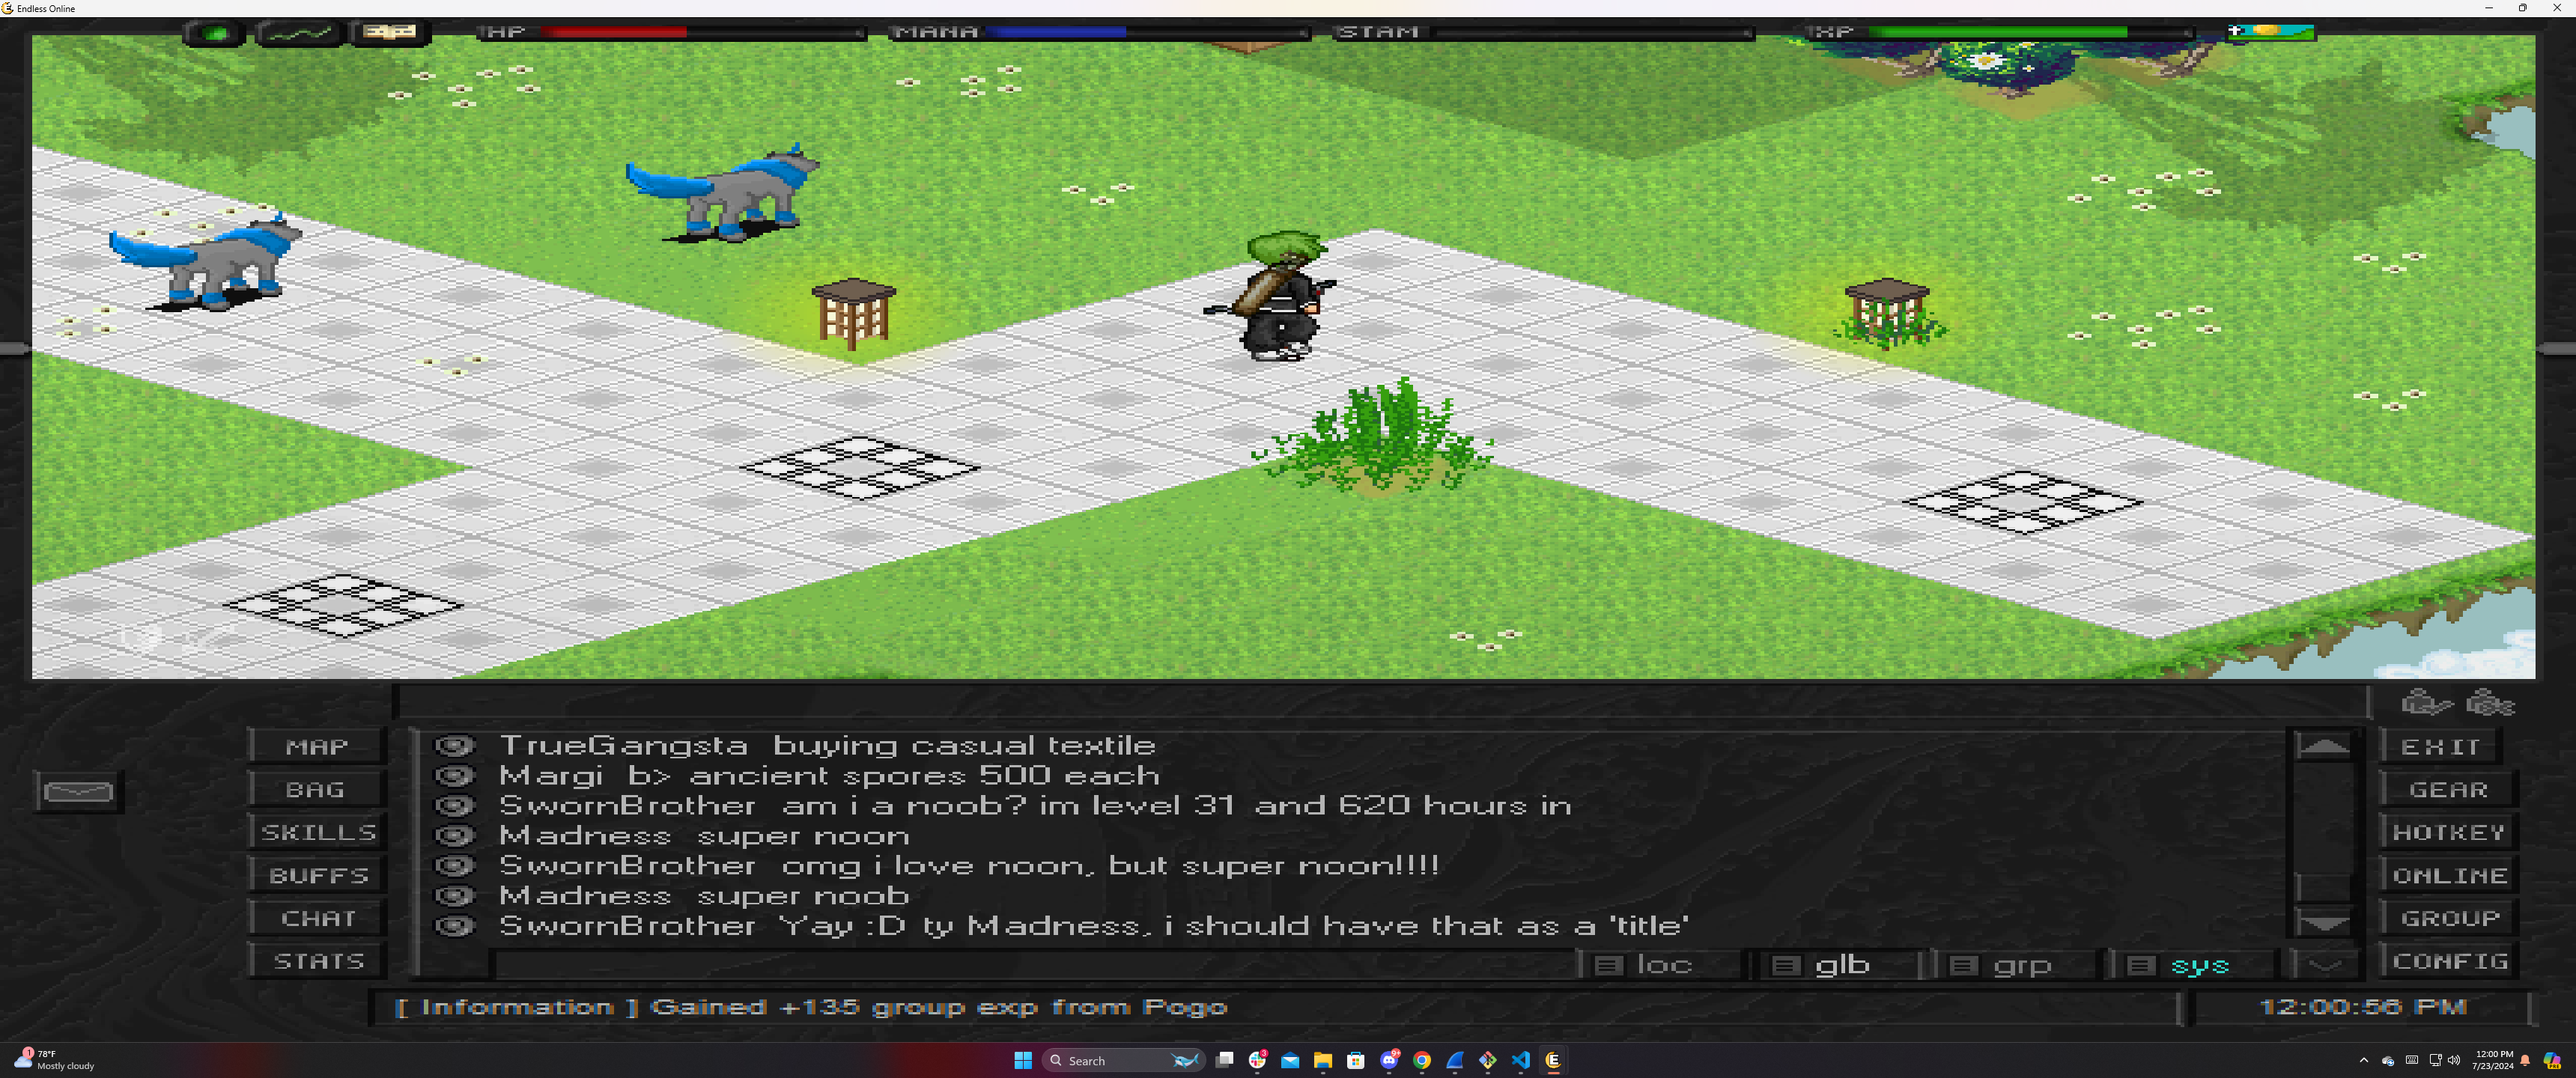 Endless Online
HP
MANA
STAM
XP
MAP
BAG
SKILLS
BUFFS
CHAT
STATS
TrueGangsta buying casual textile
Margi b> ancient spores 500 each
SwornBrother am i a noob? im level 31 and 620 hours in
Madness super noon
SwornBrother omg i love noon, but super noon!!!!
Madness super noob
SwornBrother Yay :D ty Madness, i should have that as a 'title'
EXIT
GEAR
HOTKEY
ONLINE
GROUP
CONFIG
loc
glb
grp
sys
[ Information ] Gained +135 group exp from Pogo
12:00:56 PM
1
78°F
Mostly cloudy
Search
3
9+
12:00 PM
7/23/2024